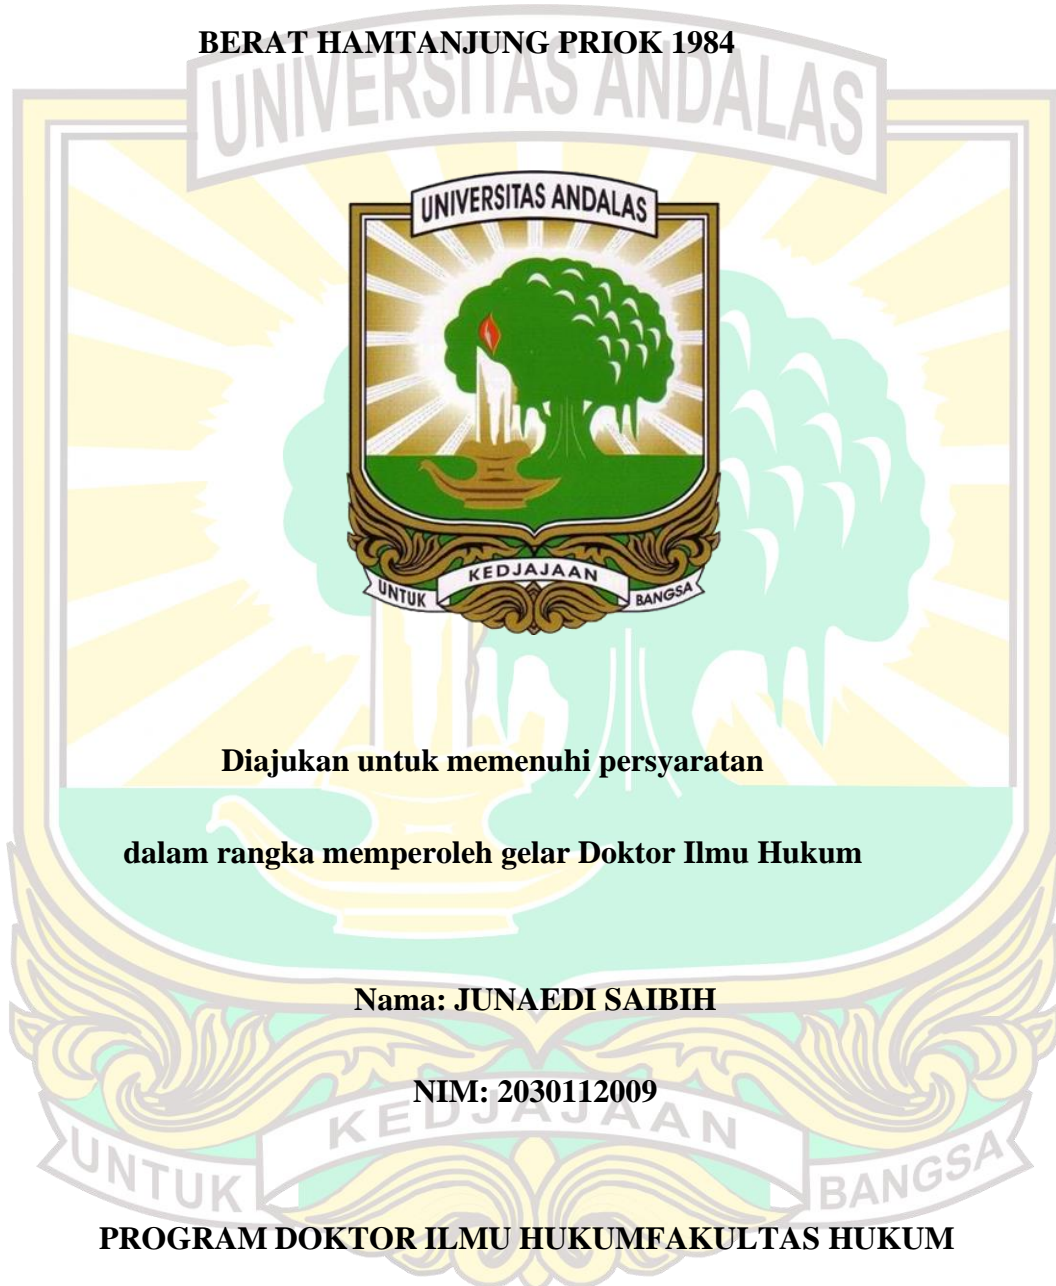 BERAT HAMTANJUNG PRIOK 1984
UNIVERSITAS ANDALAS
UNIVERSITAS ANDALAS
UNTUK KEDJAJAAN BANGSA
Diajukan untuk memenuhi persyaratan
dalam rangka memperoleh gelar Doktor Ilmu Hukum
Nama: JUNAEDI SAIBIH
NIM: 2030112009
UNTUK KEDJAJAAN BANGSA
PROGRAM DOKTOR ILMU HUKUMFAKULTAS HUKUM